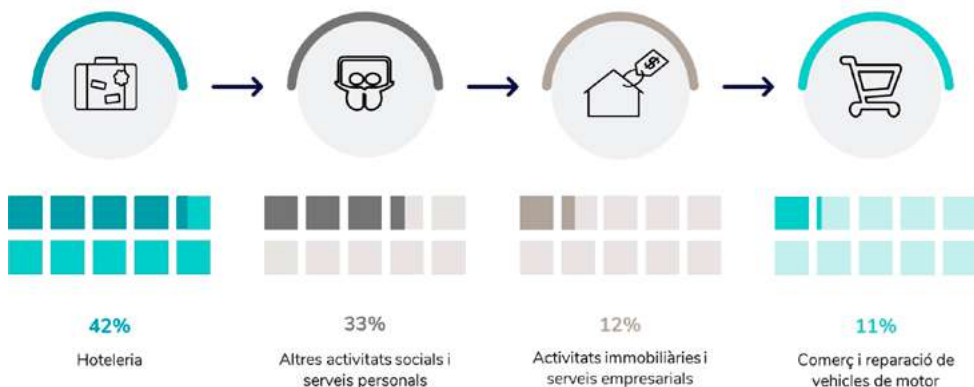 $
42%
Hoteleria
33%
Altres activitats socials i
serveis personals
12%
Activitats immobiliàries i
serveis empresarials
11%
Comerç i reparació de
vehicles de motor